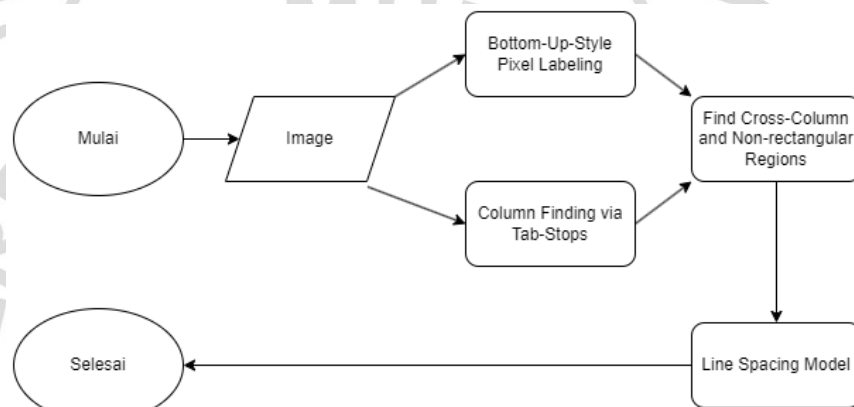 Mulai
Image
Bottom-Up-Style
Pixel Labeling
Column Finding via
Tab-Stops
Find Cross-Column
and Non-rectangular
Regions
Line Spacing Model
Selesai